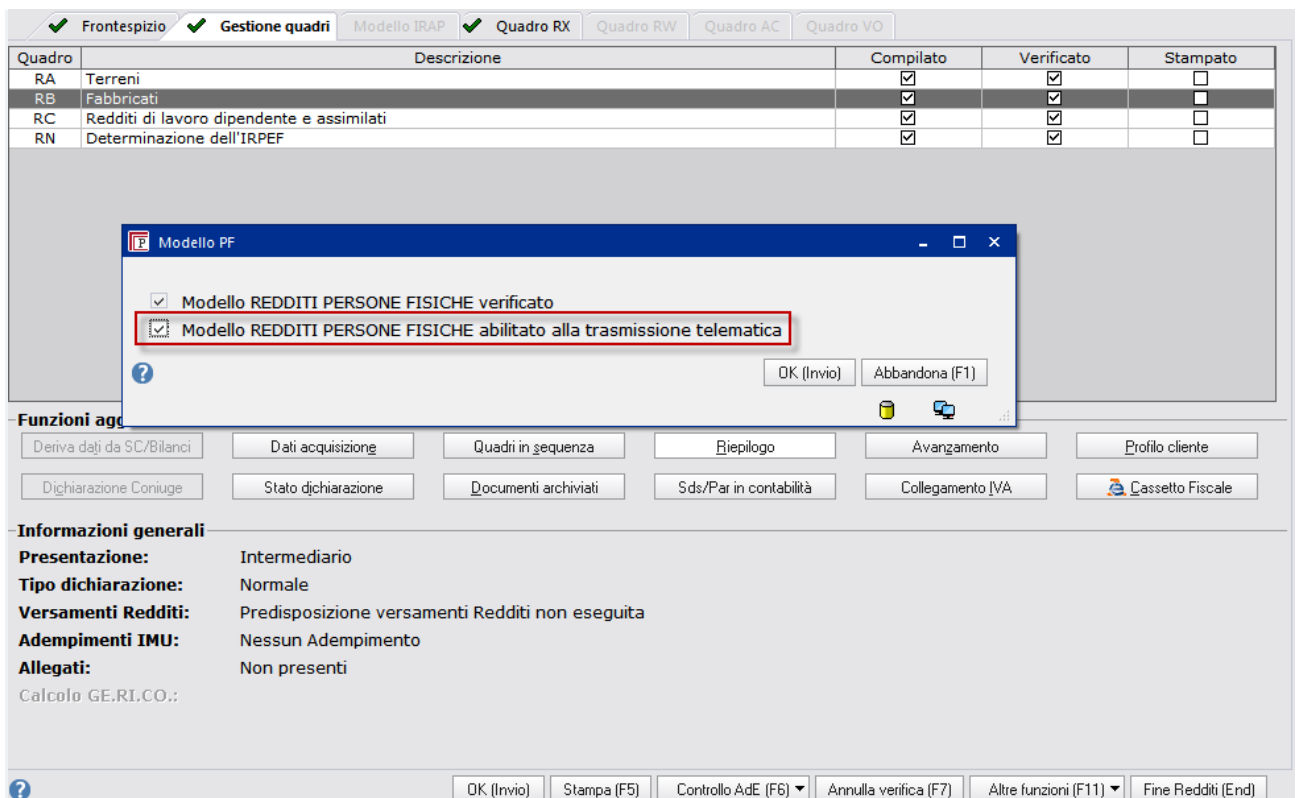 Frontespizio Gestione quadri Modello IRAP Quadro RX Quadro RW Quadro AC Quadro VO
Quadro Descrizione Compilato Verificato Stampato
RA Terreni
RB Fabbricati
RC Redditi di lavoro dipendente e assimilati
RN Determinazione dell'IRPEF
Modello PF
Modello REDDITI PERSONE FISICHE verificato
Modello REDDITI PERSONE FISICHE abilitato alla trasmissione telematica
OK (Invio) Abbandona (F1)
Funzioni agg
Deriva dati da SC/Bilanci Dati acquisizione Quadri in sequenza Riepilogo Avanzamento Profilo cliente
Dichiarazione Coniuge Stato dichiarazione Documenti archiviati Sds/Par in contabilità Collegamento IVA Cassetto Fiscale
Informazioni generali
Presentazione: Intermediario
Tipo dichiarazione: Normale
Versamenti Redditi: Predisposizione versamenti Redditi non eseguita
Adempimenti IMU: Nessun Adempimento
Allegati: Non presenti
Calcolo GE.RI.CO.:
OK (Invio) Stampa (F5) Controllo AdE (F6) Annulla verifica (F7) Altre funzioni (F11) Fine Redditi (End)